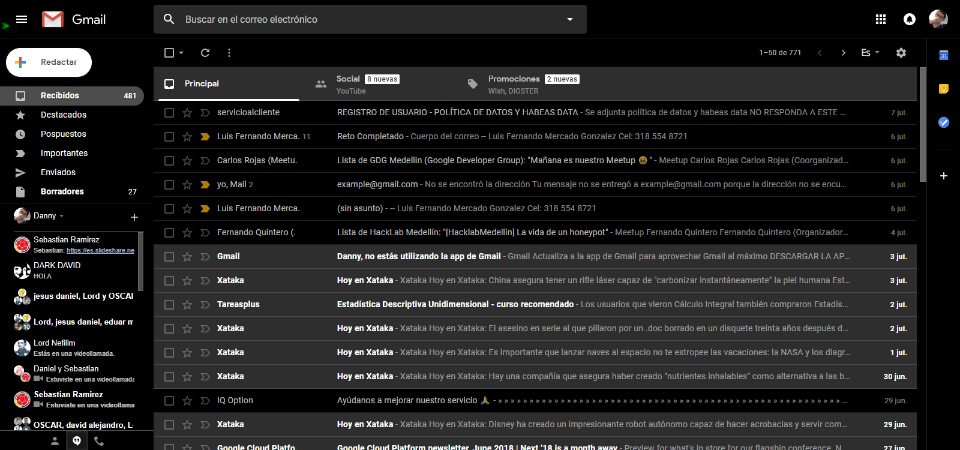 Gmail
Buscar en el correo electrónico
1–50 de 771
Es
Redactar
Recibidos 481
Destacados
Pospuestos
Importantes
Enviados
Borradores 27
Danny
Sebastian Ramirez
Sebastian: https://es.slideshare.ne
DARK DAVID
HOLA
jesus daniel, Lord y OSCAI
Lord, jesus daniel, eduar m
Lord Nefilim
Estás en una videollamada.
Daniel y Sebastian
Estuviste en una videollamada
Sebastian Ramirez
Estuviste en una videollamada
OSCAR, david alejandro, Lo
Principal
Social 8 nuevas
YouTube
Promociones 2 nuevas
Wish, DIGSTER
servicioalcliente REGISTRO DE USUARIO - POLÍTICA DE DATOS Y HABEAS DATA - Se adjunta política de datos y habeas data NO RESPONDA A ESTE ... 7 jul.
Luis Fernando Merca. 11 Reto Completado - Cuerpo del correo -- Luis Fernando Mercado Gonzalez Cel: 318 554 8721 6 jul.
Carlos Rojas (Meetu. Lista de GDG Medellin (Google Developer Group): "Mañana es nuestro Meetup 🤓 " - Meetup Carlos Rojas Carlos Rojas (Coorganizad... 6 jul.
yo, Mail 2 example@gmail.com - No se encontró la dirección Tu mensaje no se entregó a example@gmail.com porque la dirección no se encu... 6 jul.
Luis Fernando Merca. (sin asunto) - -- Luis Fernando Mercado Gonzalez Cel: 318 554 8721 6 jul.
Fernando Quintero (. Lista de HackLab Medellín: "[HacklabMedellin] La vida de un honeypot" - Meetup Fernando Quintero Fernando Quintero (Organizador... 4 jul.
Gmail Danny, no estás utilizando la app de Gmail - Gmail Actualiza a la app de Gmail para aprovechar Gmail al máximo DESCARGAR LA AP... 3 jul.
Xataka Hoy en Xataka - Xataka Hoy en Xataka: China asegura tener un rifle láser capaz de "carbonizar instantáneamente" la piel humana Est... 3 jul.
Tareasplus Estadística Descriptiva Unidimensional - curso recomendado - Los usuarios que vieron Cálculo Integral también compraron Estadís... 2 jul.
Xataka Hoy en Xataka - Xataka Hoy en Xataka: El asesino en serie al que pillaron por un .doc borrado en un disquete treinta años después d... 2 jul.
Xataka Hoy en Xataka - Xataka Hoy en Xataka: Es importante que lanzar naves al espacio no te estropee las vacaciones: la NASA y los diagr... 1 jul.
Xataka Hoy en Xataka - Xataka Hoy en Xataka: Hay una compañía que asegura haber creado "nutrientes inhalables" como alternativa a las b... 30 jun.
IQ Option Ayúdanos a mejorar nuestro servicio 🙏 - 29 jun.
Xataka Hoy en Xataka - Xataka Hoy en Xataka: Disney ha creado un impresionante robot autónomo capaz de hacer acrobacias y servir com... 29 jun.
Google Cloud Platfo. Google Cloud Platform newsletter, June 2018 | Next '18 is a month away - Preview for what's in store for our flagship conference, N... 27 jun.